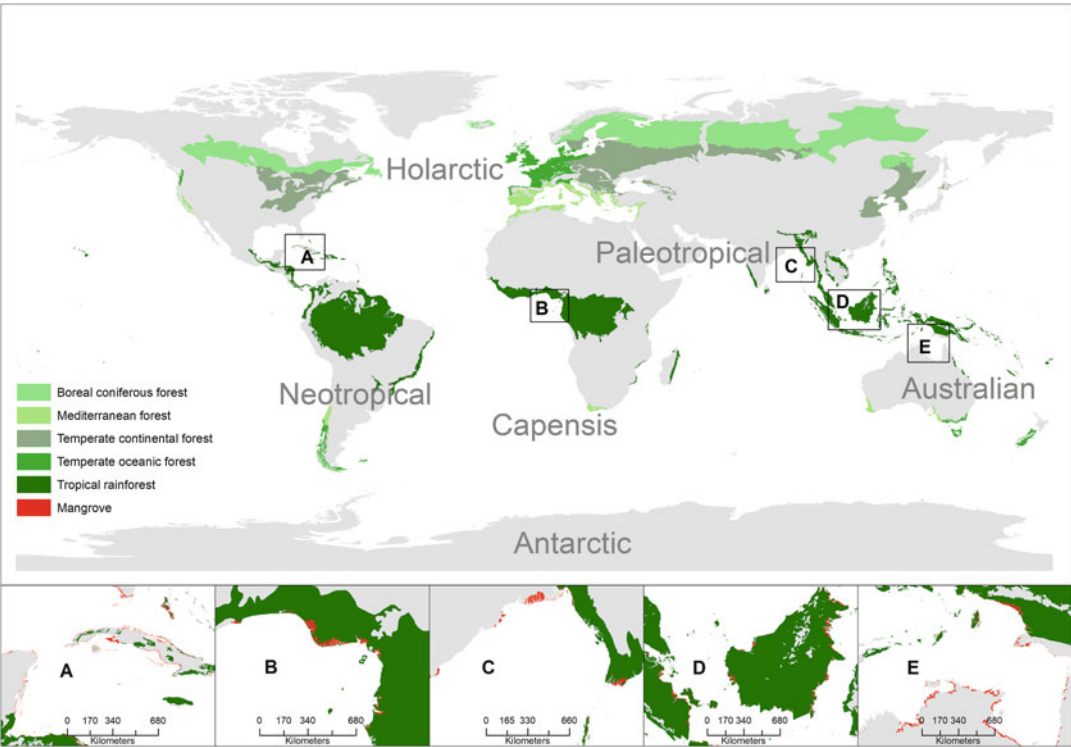 Holarctic
Paleotropical
A
B
C
D
E
Neotropical
Australian
Capensis
Antarctic
Boreal coniferous forest
Mediterranean forest
Temperate continental forest
Temperate oceanic forest
Tropical rainforest
Mangrove
A
0 170 340 680
Kilometers
B
0 170 340 680
Kilometers
C
0 165 330 660
Kilometers
D
0 170 340 680
Kilometers
E
0 170 340 680
Kilometers